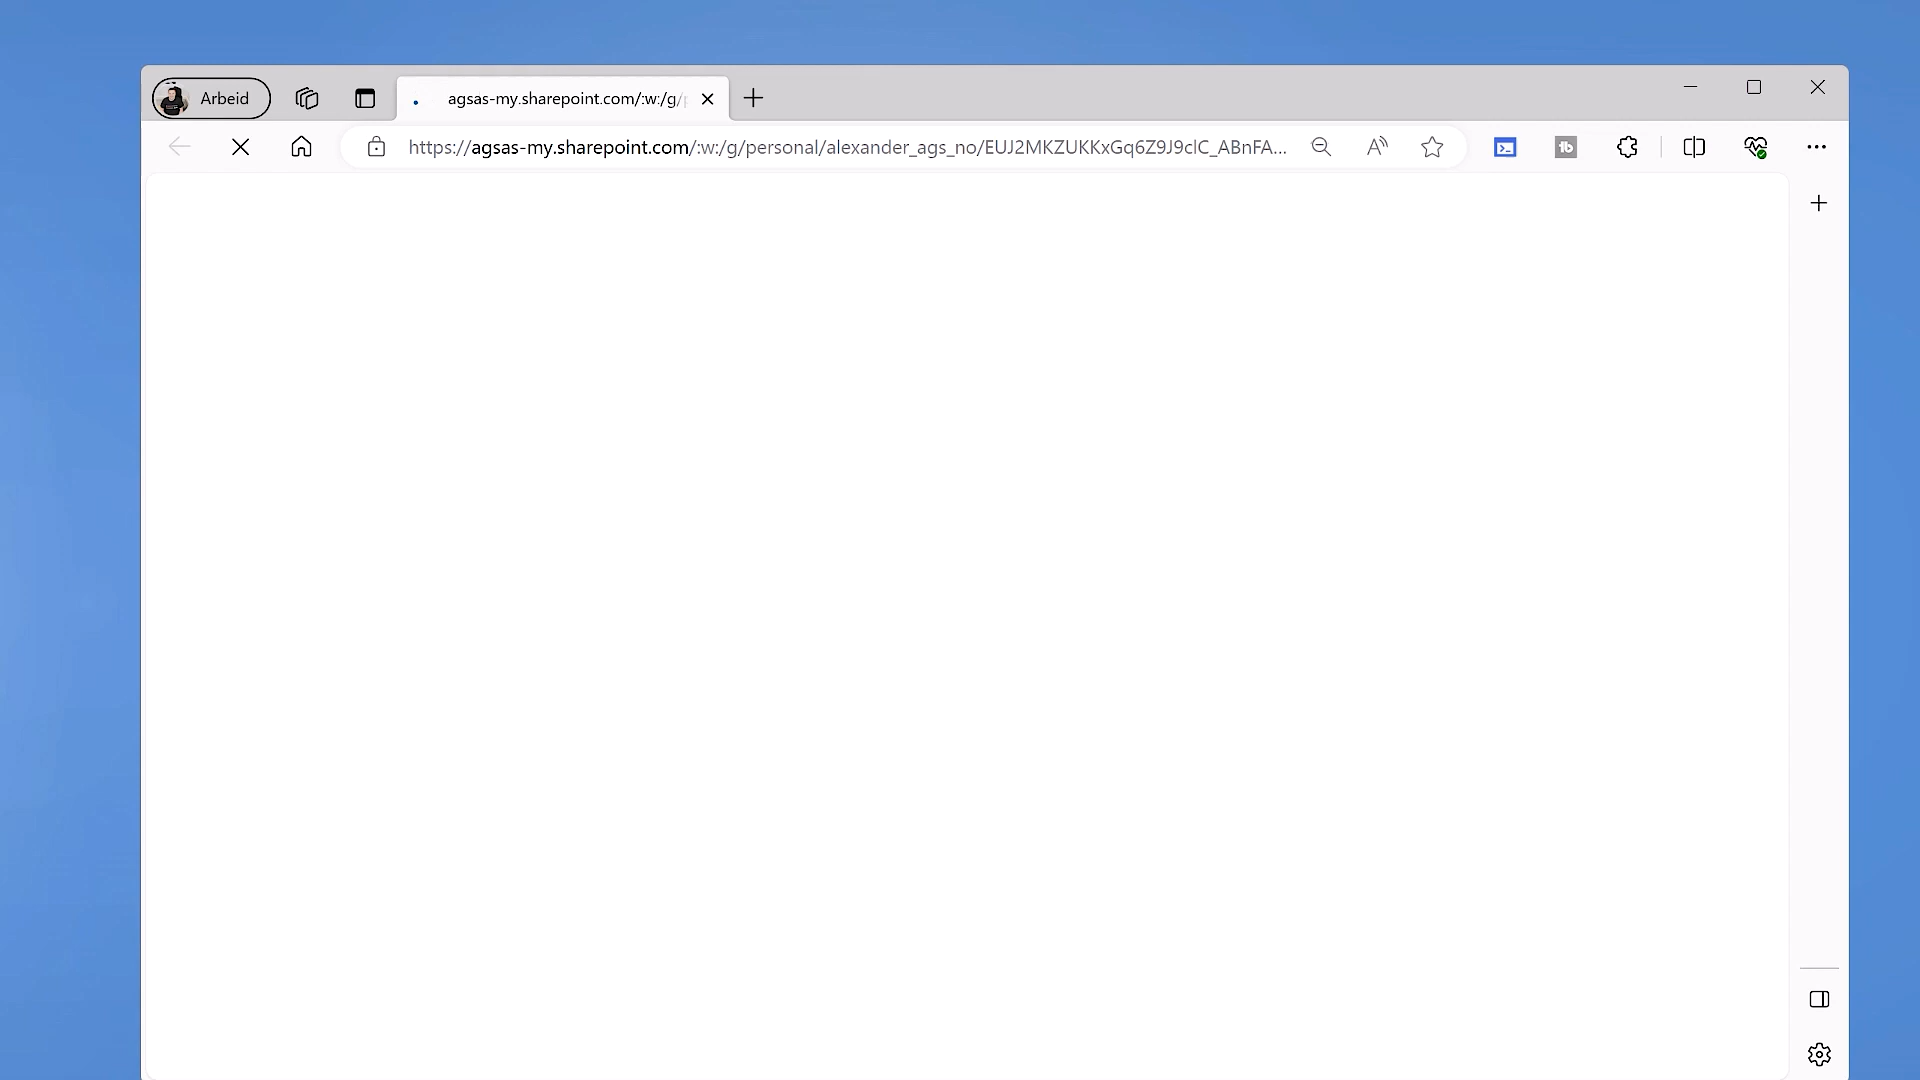 Arbeid
agsas-my.sharepoint.com/:w:/g/
https://agsas-my.sharepoint.com/:w:/g/personal/alexander_ags_no/EUJ2MKZUKKxGq6Z9J9clC_ABnFA...